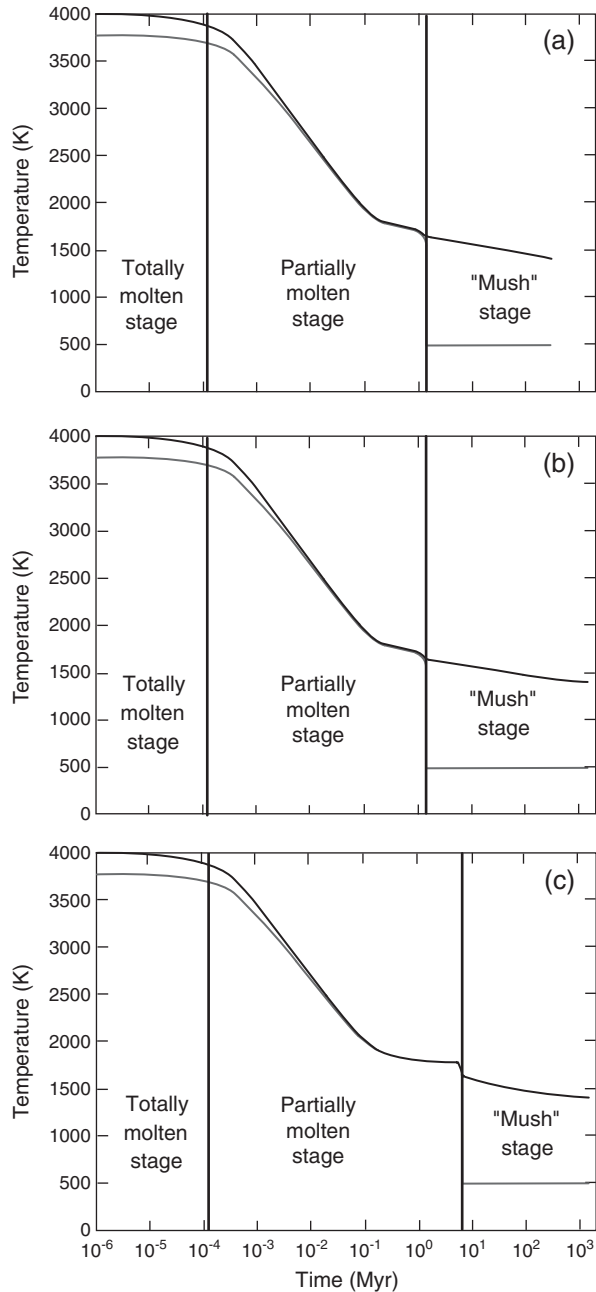 (a)
4000
3500
3000
2500
2000
1500
1000
500
0
Temperature (K)
Totally
molten
stage
Partially
molten
stage
"Mush"
stage
(b)
4000
3500
3000
2500
2000
1500
1000
500
0
Temperature (K)
Totally
molten
stage
Partially
molten
stage
"Mush"
stage
(c)
4000
3500
3000
2500
2000
1500
1000
500
0
Temperature (K)
Totally
molten
stage
Partially
molten
stage
"Mush"
stage
10⁻⁶ 10⁻⁵ 10⁻⁴ 10⁻³ 10⁻² 10⁻¹ 10⁰ 10¹ 10² 10³
Time (Myr)